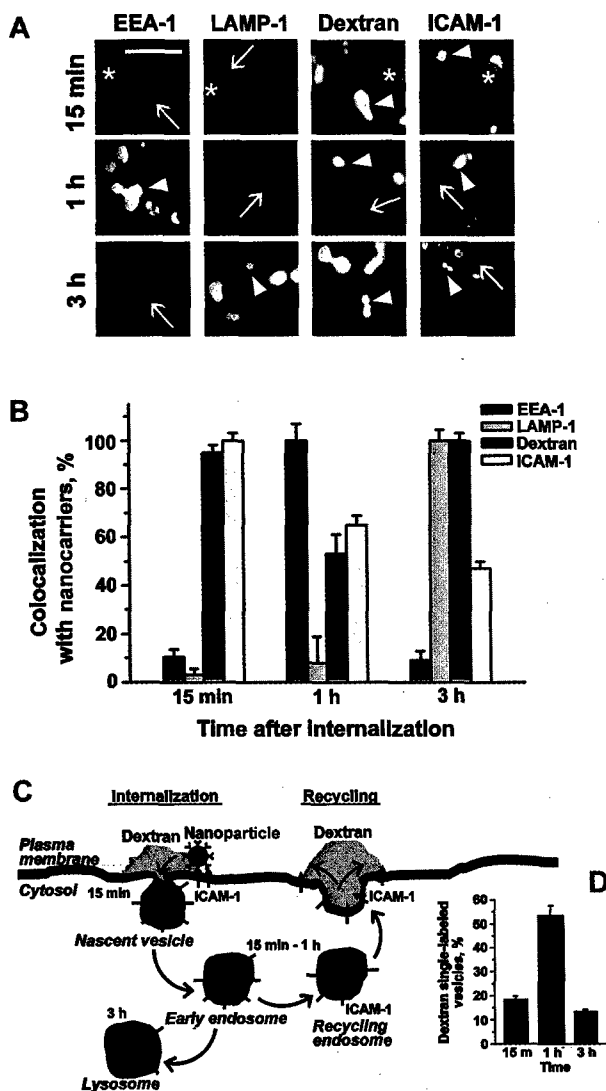 A
EEA-1 LAMP-1 Dextran ICAM-1
15 min
1 h
3 h
B
EEA-1
LAMP-1
Dextran
ICAM-1
Colocalization
with nanocarriers, %
100
80
60
40
20
0
15 min 1 h 3 h
Time after internalization
C
Internalization Recycling
Dextran Nanoparticle Dextran
Plasma
membrane
Cytosol
15 min
ICAM-1 ICAM-1
Nascent vesicle
15 min - 1 h
Early endosome
ICAM-1
Recycling
endosome
3 h
Lysosome
D
Dextran single-labeled
vesicles, %
60
50
40
30
20
10
0
15 m 1 h 3 h
Time